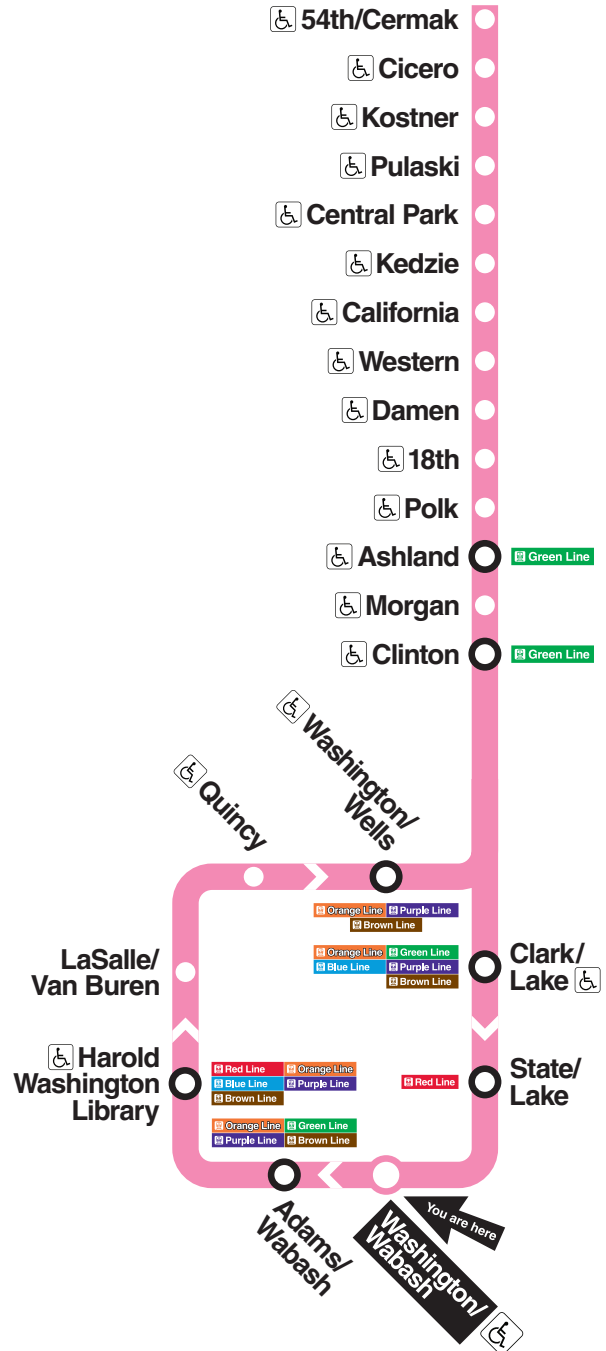 54th/Cermak
Cicero
Kostner
Pulaski
Central Park
Kedzie
California
Western
Damen
18th
Polk
Ashland
Green Line
Morgan
Clinton
Green Line
Washington/
Wells
Quincy
Orange Line Purple Line
Brown Line
Orange Line Green Line
Blue Line Purple Line
Brown Line
Clark/
Lake
LaSalle/
Van Buren
Harold
Washington
Library
Red Line Orange Line
Blue Line Purple Line
Brown Line
Red Line
State/
Lake
Orange Line Green Line
Purple Line Brown Line
Adams/
Wabash
Washington/
Wabash
You are here